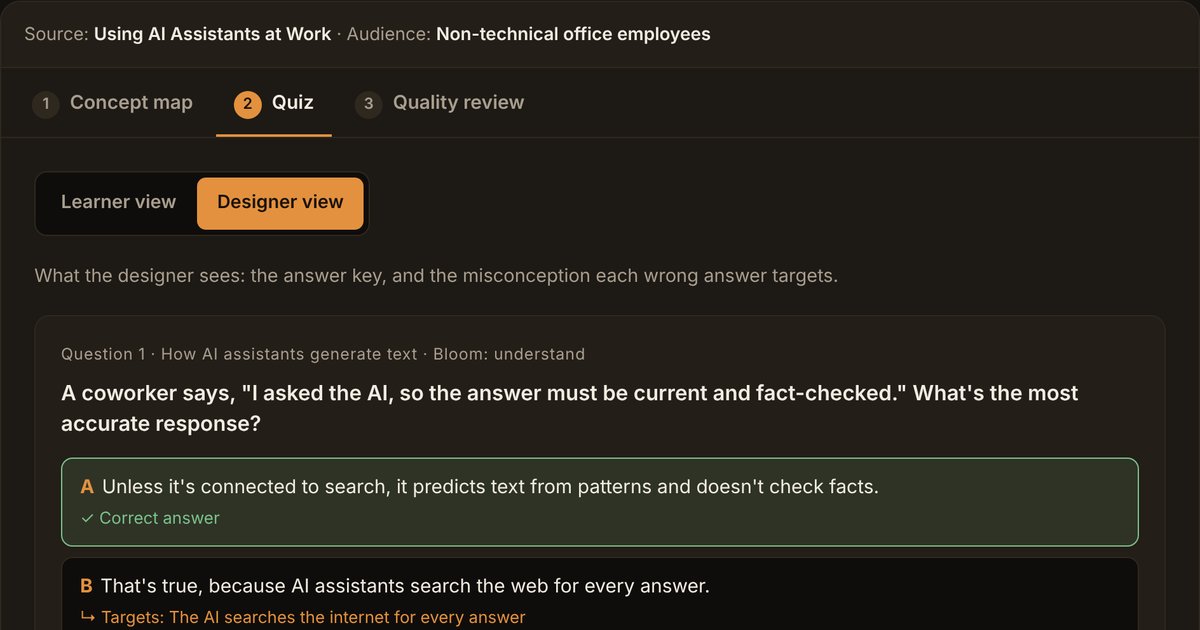 Source: Using AI Assistants at Work · Audience: Non-technical office employees
1 Concept map 2 Quiz 3 Quality review
Learner view Designer view
What the designer sees: the answer key, and the misconception each wrong answer targets.
Question 1 · How AI assistants generate text · Bloom: understand
A coworker says, "I asked the AI, so the answer must be current and fact-checked." What's the most
accurate response?
A Unless it's connected to search, it predicts text from patterns and doesn't check facts.
✓ Correct answer
B That's true, because AI assistants search the web for every answer.
↳ Targets: The AI searches the internet for every answer